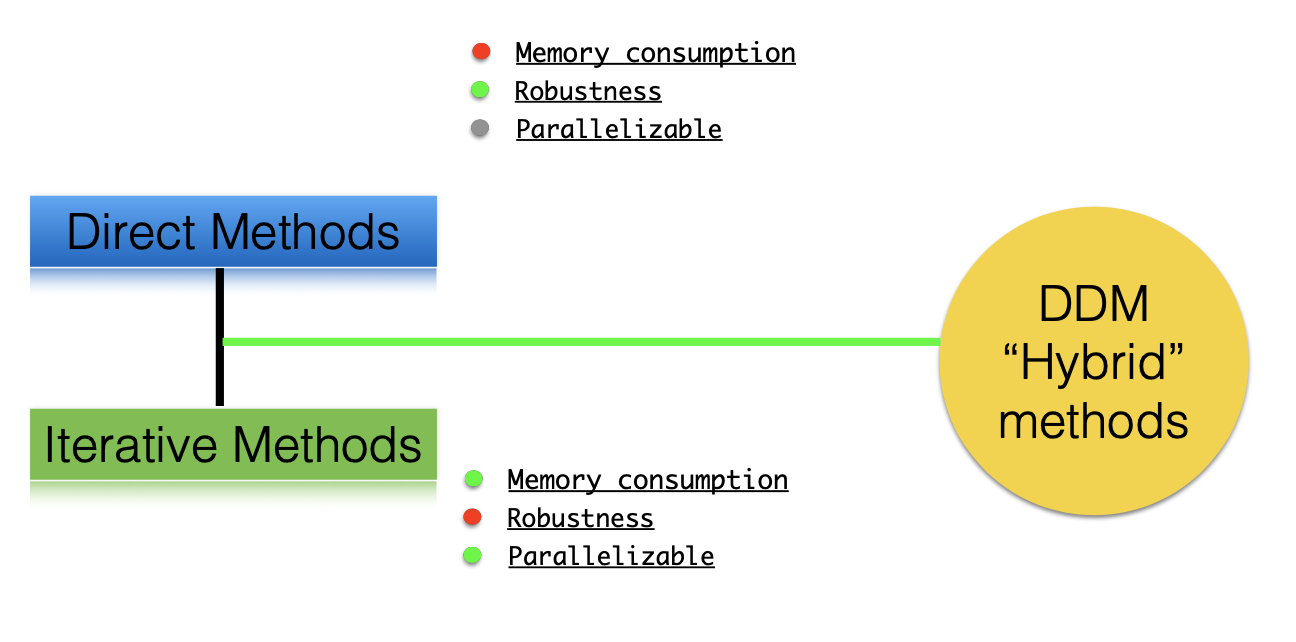 Memory consumption
Robustness
Parallelizable
Direct Methods
DDM
“Hybrid”
methods
Iterative Methods
Memory consumption
Robustness
Parallelizable